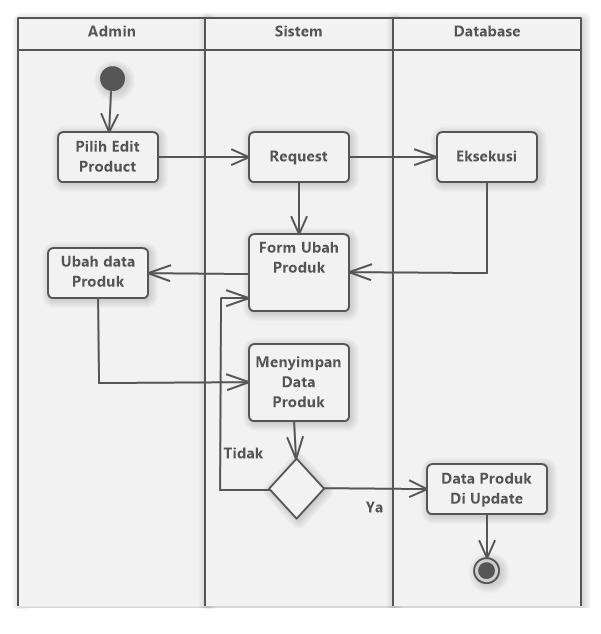 Admin
Sistem
Database
Pilih Edit
Product
Request
Eksekusi
Form Ubah
Produk
Ubah data
Produk
Menyimpan
Data
Produk
Tidak
Ya
Data Produk
Di Update